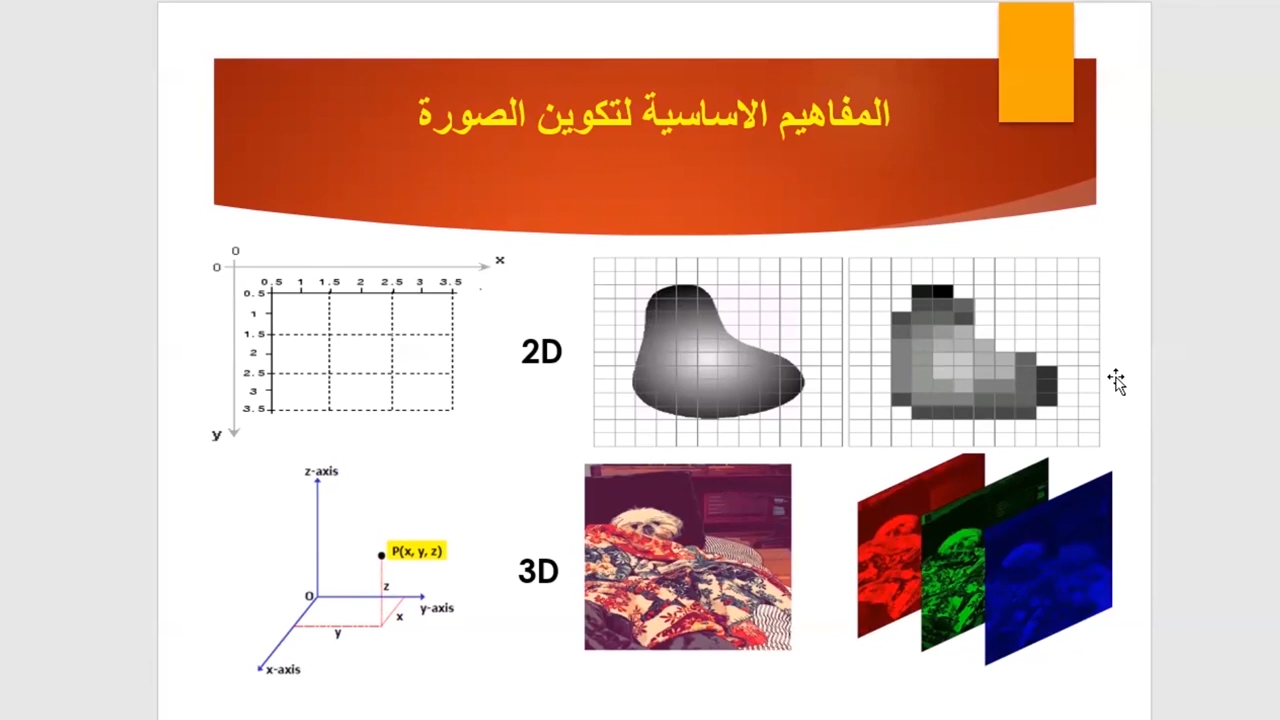 المفاهيم الاساسية لتكوين الصورة
0
0
x
0.5 1 1.5 2 2.5 3 3.5
0.5
1
1.5
2
2.5
3
3.5
y
2D
z-axis
P(x, y, z)
z
O
y-axis
x
y
x-axis
3D